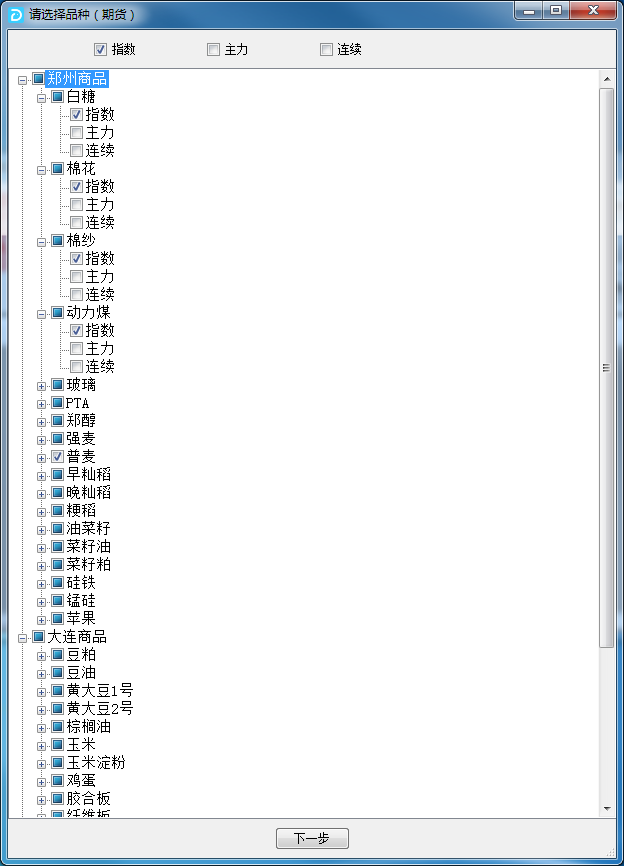 请选择品种（期货）
指数 主力 连续
郑州商品
白糖
指数
主力
连续
棉花
指数
主力
连续
棉纱
指数
主力
连续
动力煤
指数
主力
连续
玻璃
PTA
郑醇
强麦
普麦
早籼稻
晚籼稻
粳稻
油菜籽
菜籽油
菜籽粕
硅铁
锰硅
苹果
大连商品
豆粕
豆油
黄大豆1号
黄大豆2号
棕榈油
玉米
玉米淀粉
鸡蛋
胶合板
纤维板
下一步